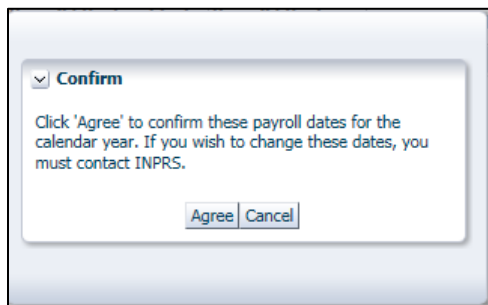 Confirm
Click 'Agree' to confirm these payroll dates for the
calendar year. If you wish to change these dates, you
must contact INPRS.
Agree Cancel